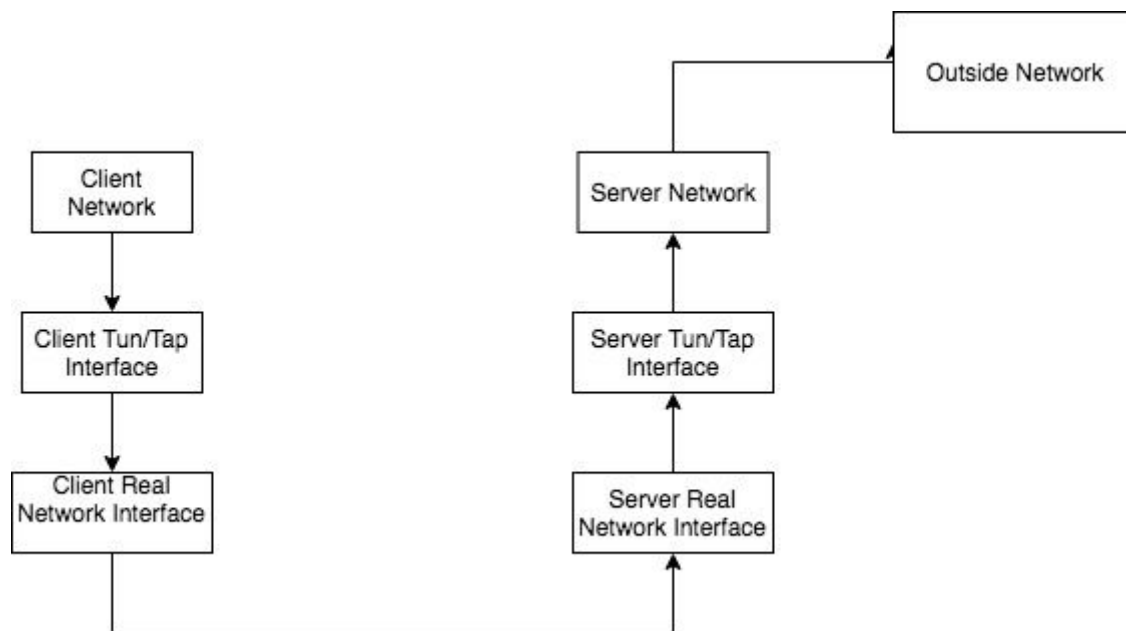 Outside Network
Client
Network
Server Network
Client Tun/Tap
Interface
Server Tun/Tap
Interface
Client Real
Network Interface
Server Real
Network Interface